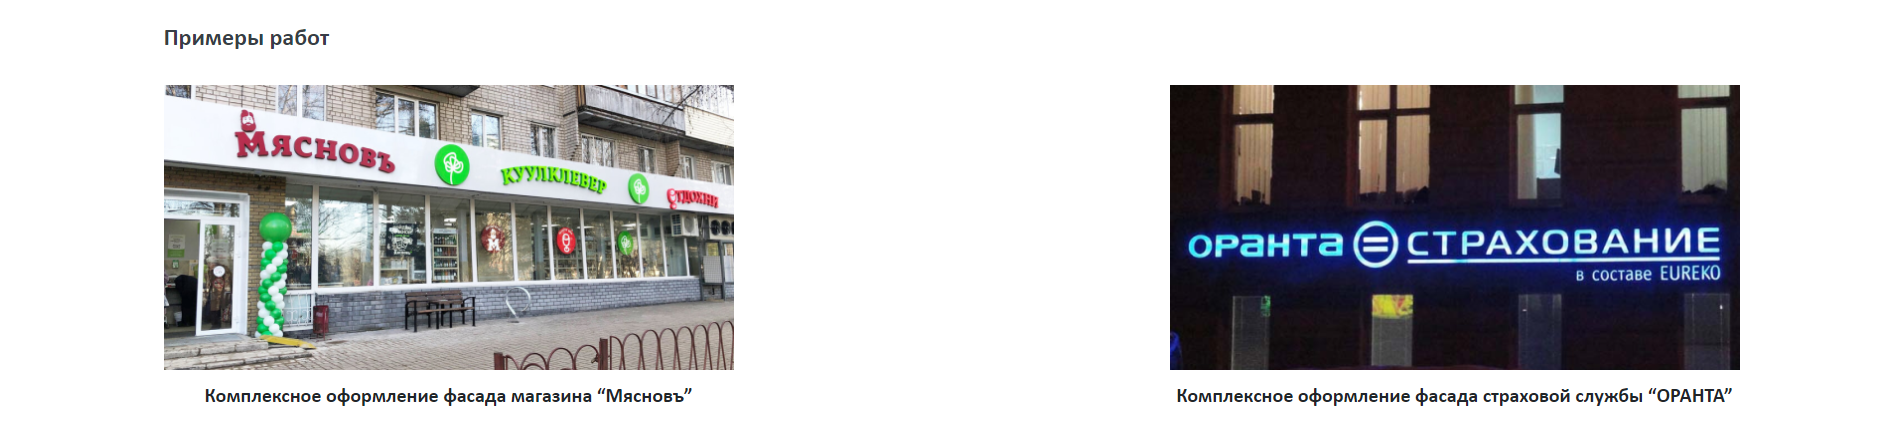 Примеры работ
Мясновъ
КУУЛКЛЕВЕР
Отдохни
оранта СТРАХОВАНИЕ
в составе EUREKO
Комплексное оформление фасада магазина “Мясновъ”
Комплексное оформление фасада страховой службы “ОРАНТА”